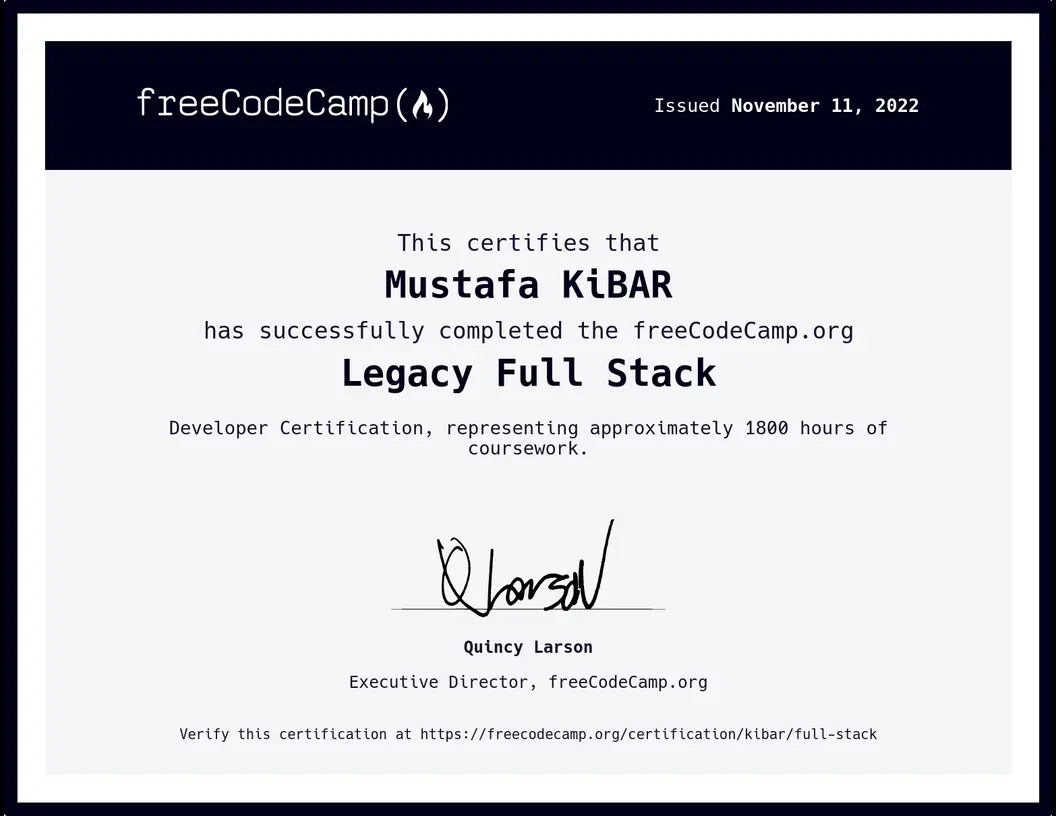 freeCodeCamp(🔥)
Issued November 11, 2022
This certifies that
Mustafa KiBAR
has successfully completed the freeCodeCamp.org
Legacy Full Stack
Developer Certification, representing approximately 1800 hours of
coursework.
Q Larson
Quincy Larson
Executive Director, freeCodeCamp.org
Verify this certification at https://freecodecamp.org/certification/kibar/full-stack